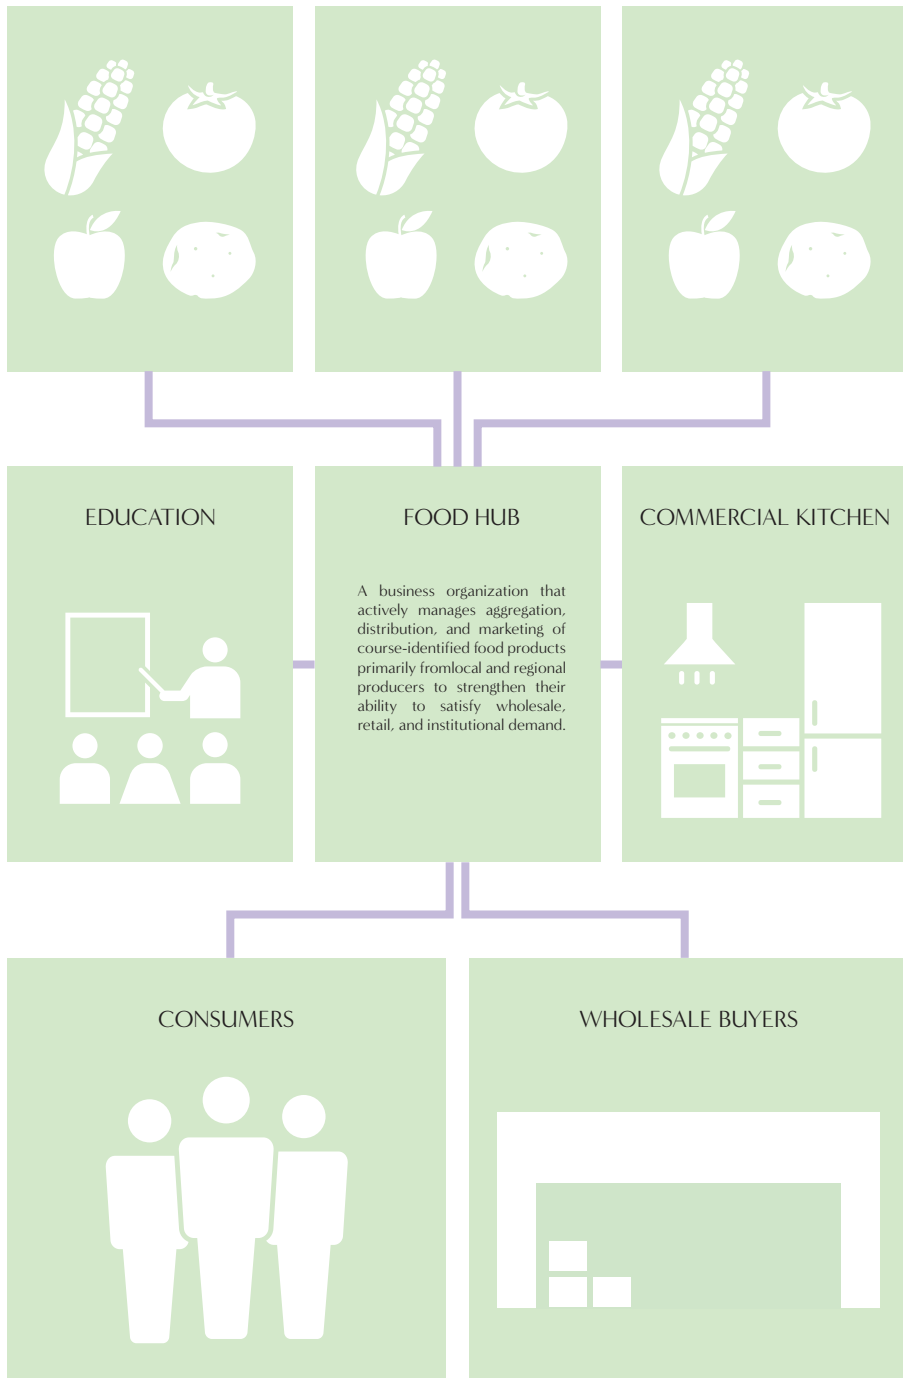 EDUCATION
FOOD HUB
COMMERCIAL KITCHEN
A business organization that
actively manages aggregation,
distribution, and marketing of
course-identified food products
primarily fromlocal and regional
producers to strengthen their
ability to satisfy wholesale,
retail, and institutional demand.
CONSUMERS
WHOLESALE BUYERS